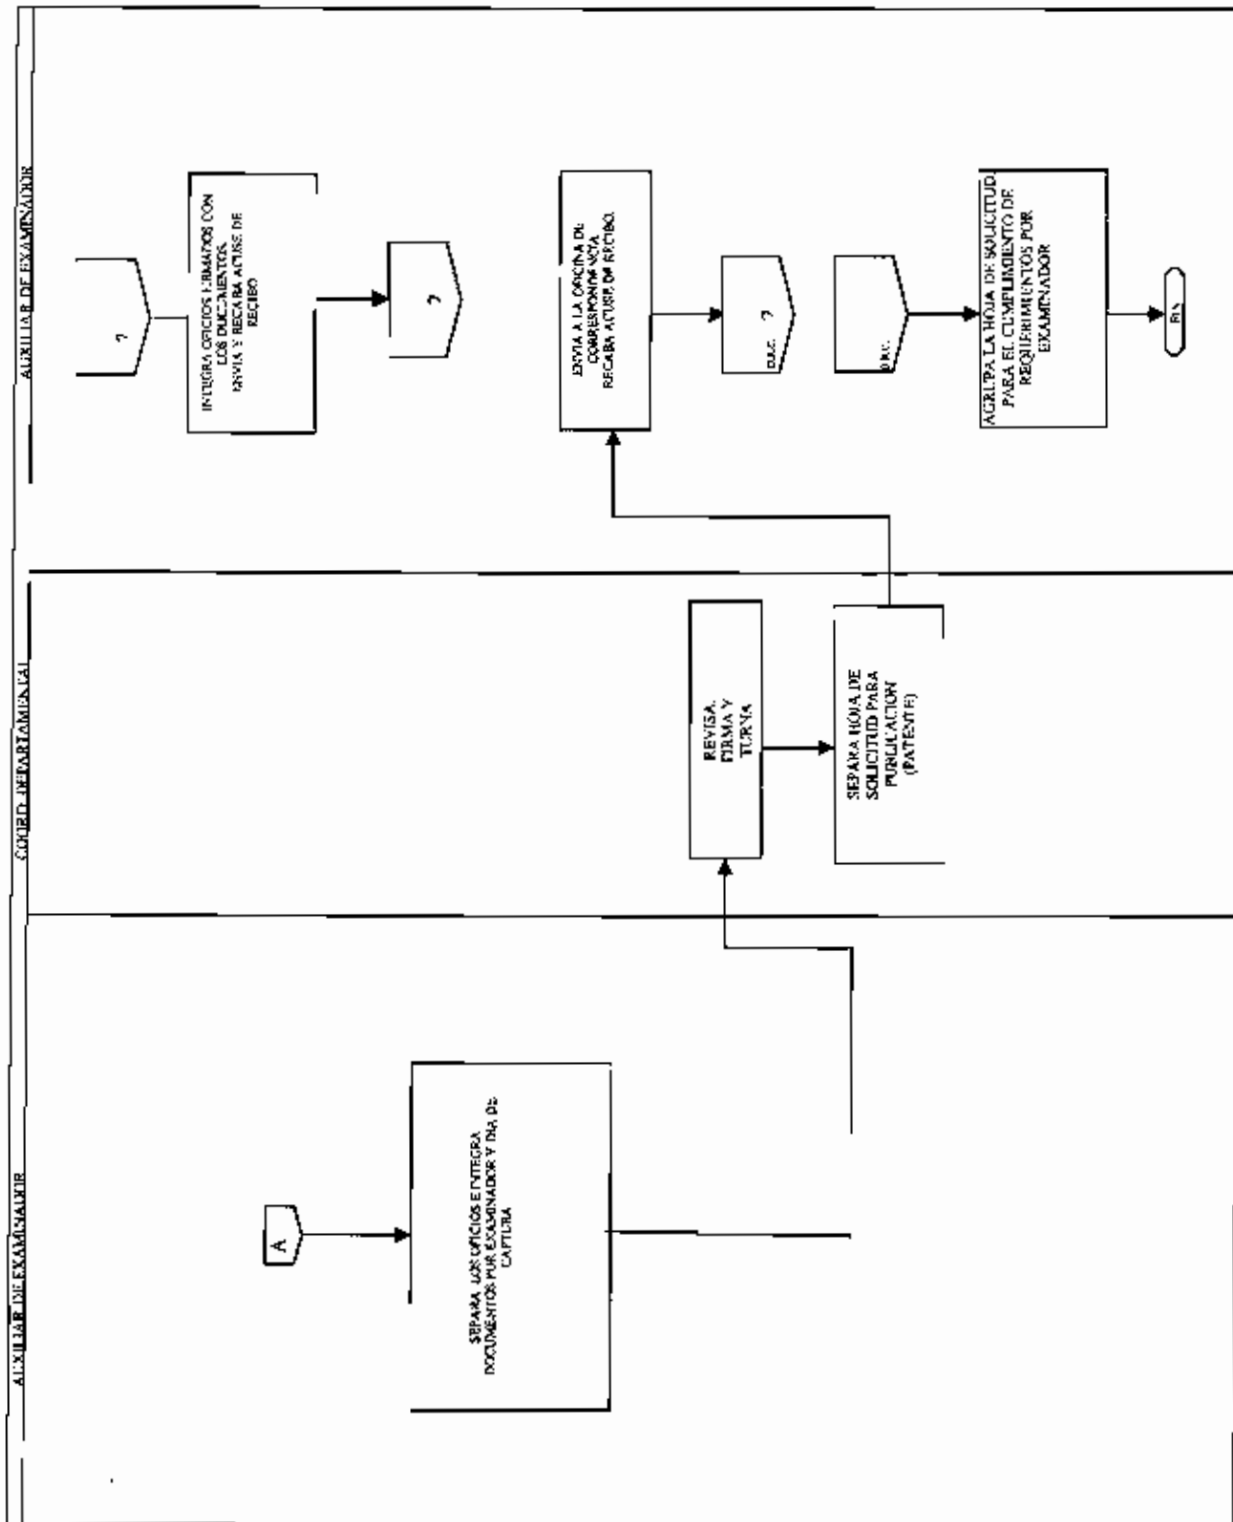 AUXILIAR DE EXAMINADOR
COORD. DEPARTAMENTAL
AUXILIAR DE EXAMINADOR
A
SEPARA LOS OFICIOS E INTEGRA
DOCUMENTOS POR EXAMINADOR Y DIA DE
CAPTURA
REVISA,
FIRMA Y
TURNA
SEPARA HOJA DE
SOLICITUD PARA
PUBLICACION
(PATENTE)
?
INTEGRA OFICIOS FIRMADOS CON
LOS DOCUMENTOS,
ENVIA Y RECABA ACUSE DE
RECIBO
?
ENVIA A LA OFICINA DE
CORRESPONDENCIA
RECABA ACUSE DE RECIBO.
?
AGRUPA LA HOJA DE SOLICITUD
PARA EL CUMPLIMIENTO DE
REQUERIMIENTOS POR
EXAMINADOR
FIN